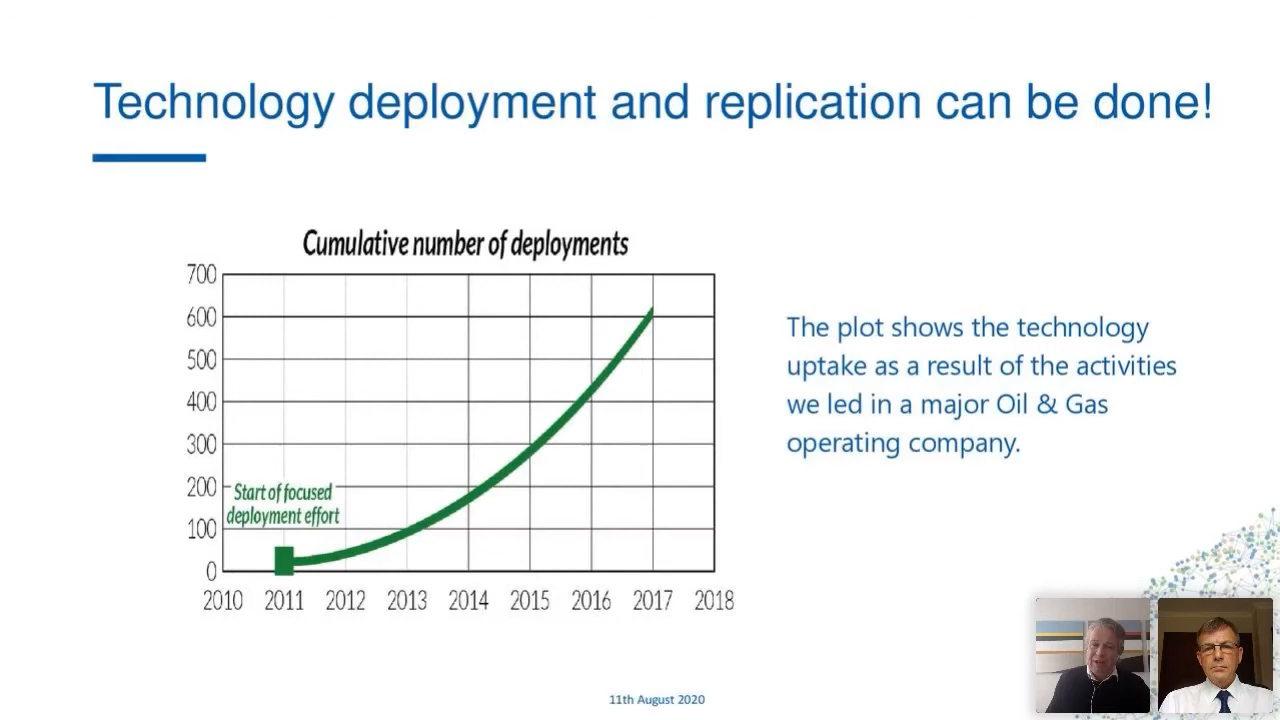 Technology deployment and replication can be done!
Cumulative number of deployments
700
600
500
400
300
200
100
0
Start of focused
deployment effort
2010 2011 2012 2013 2014 2015 2016 2017 2018
The plot shows the technology
uptake as a result of the activities
we led in a major Oil & Gas
operating company.
11th August 2020